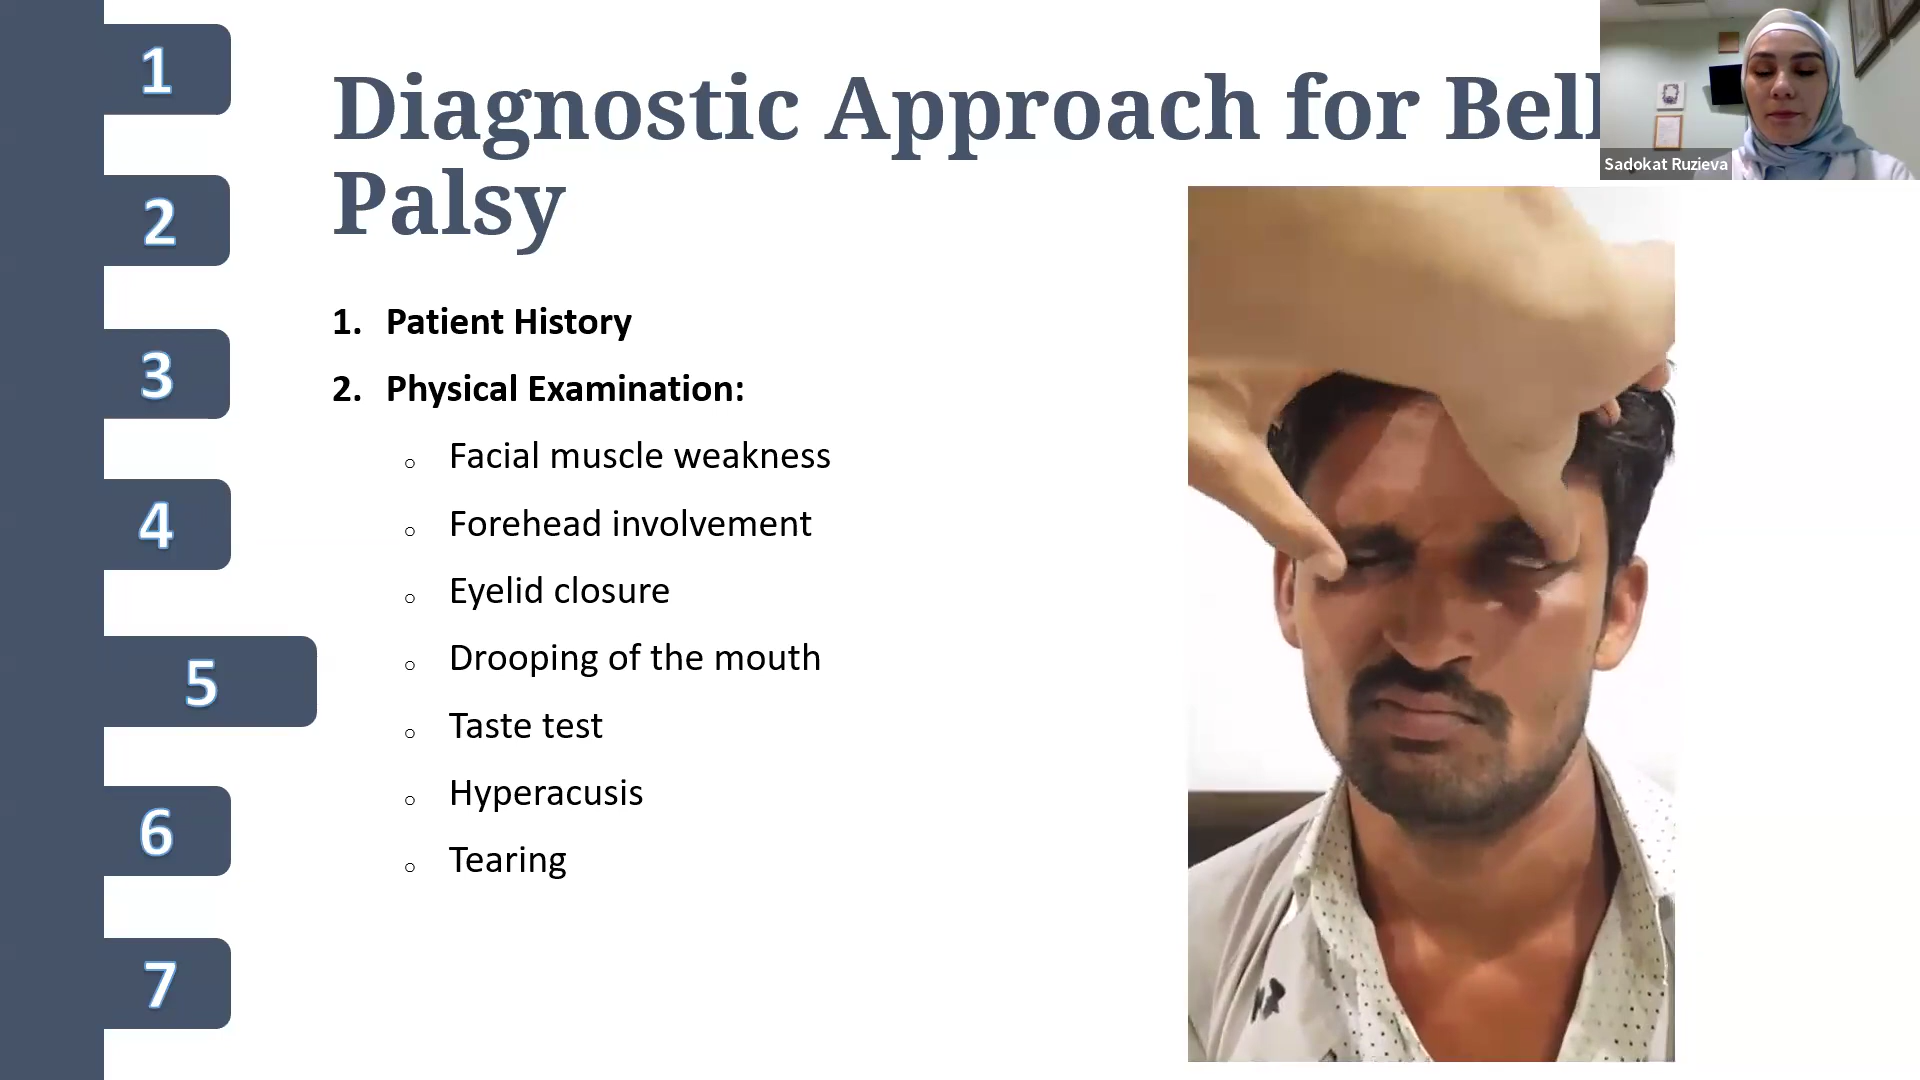 1
2
3
4
5
6
7
Diagnostic Approach for Bell
Palsy
1. Patient History
2. Physical Examination:
○ Facial muscle weakness
○ Forehead involvement
○ Eyelid closure
○ Drooping of the mouth
○ Taste test
○ Hyperacusis
○ Tearing
Sadokat Ruzieva